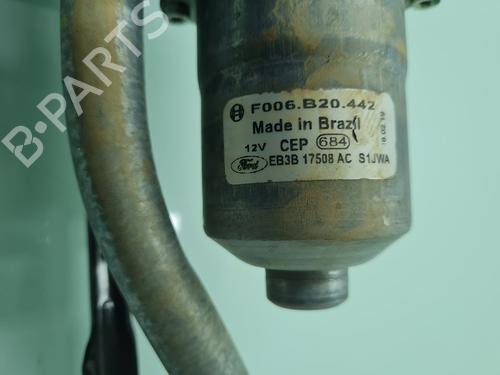 B-PARTS
F006.B20.442
Made in Brazil
12V CEP 684
Ford EB3B 17508 AC S1JWA